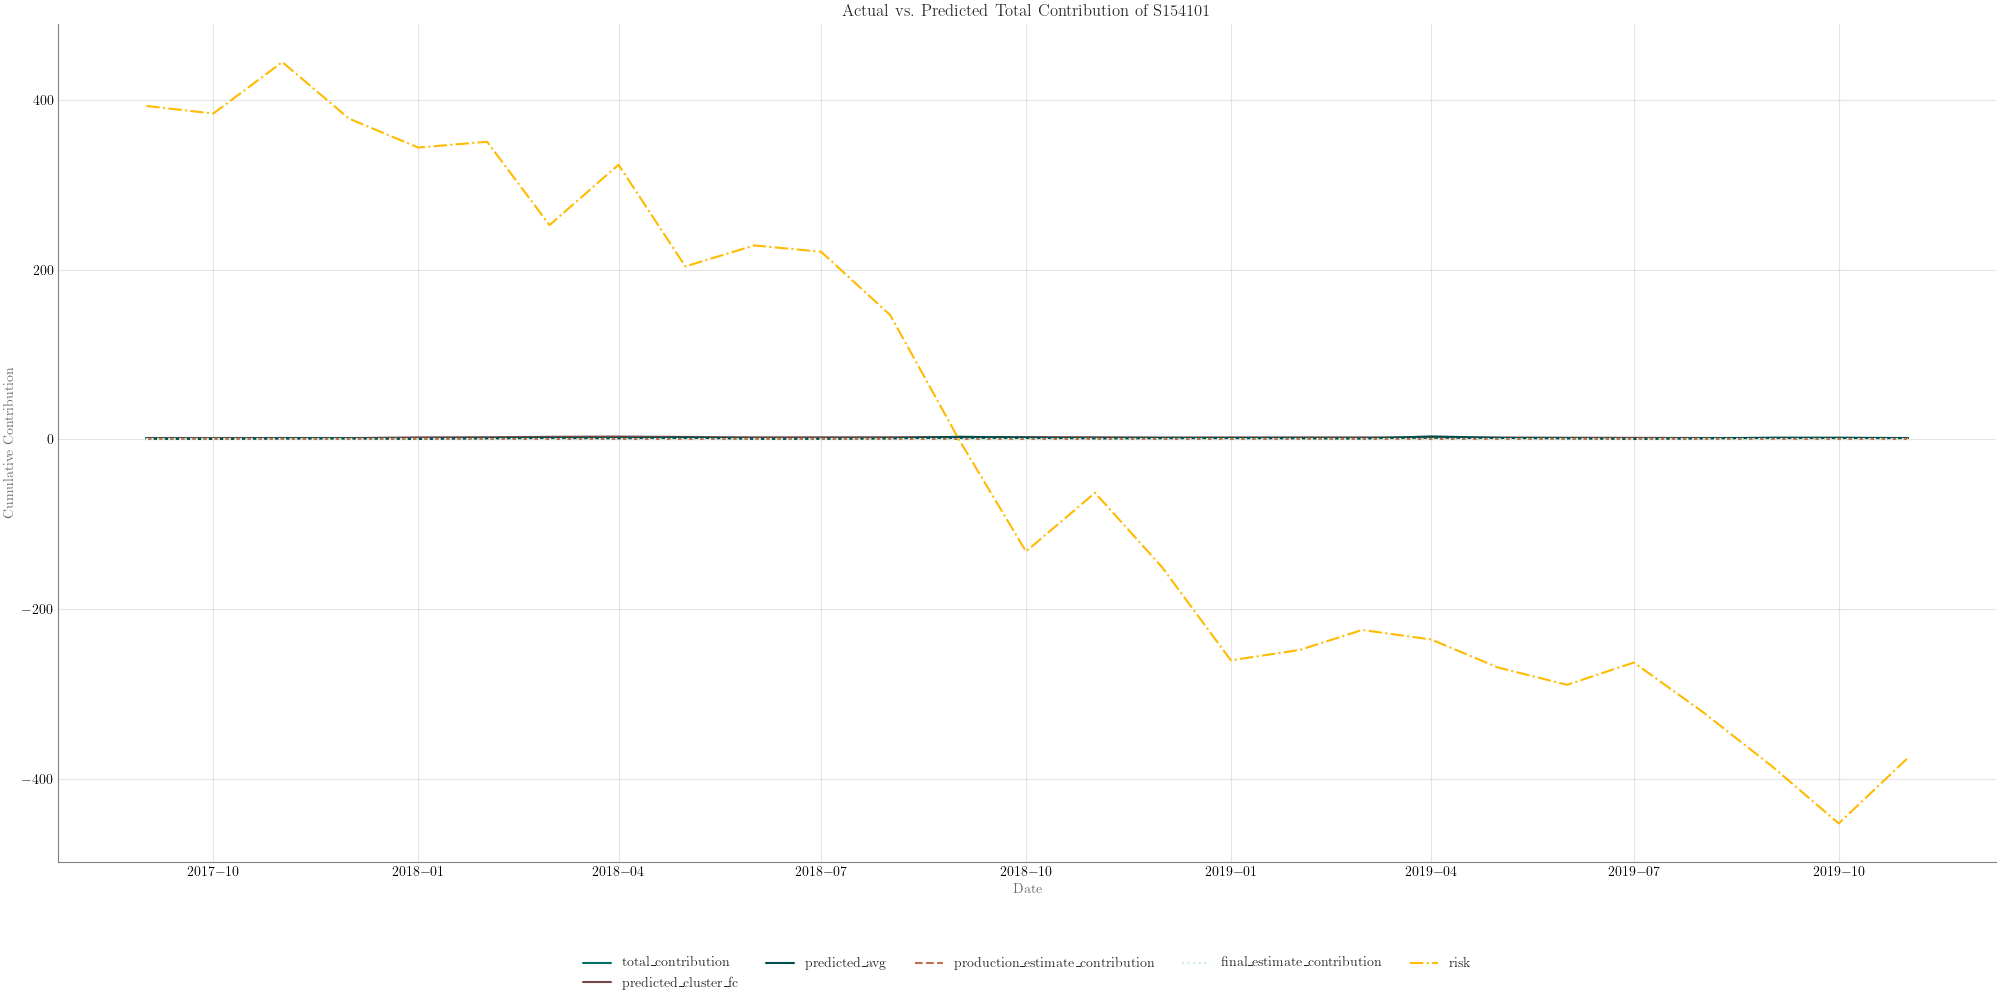 Actual vs. Predicted Total Contribution of S154101
Cumulative Contribution
400
200
0
−200
−400
2017−10 2018−01 2018−04 2018−07 2018−10 2019−01 2019−04 2019−07 2019−10
Date
total_contribution predicted_avg production_estimate_contribution final_estimate_contribution risk
predicted_cluster_fc